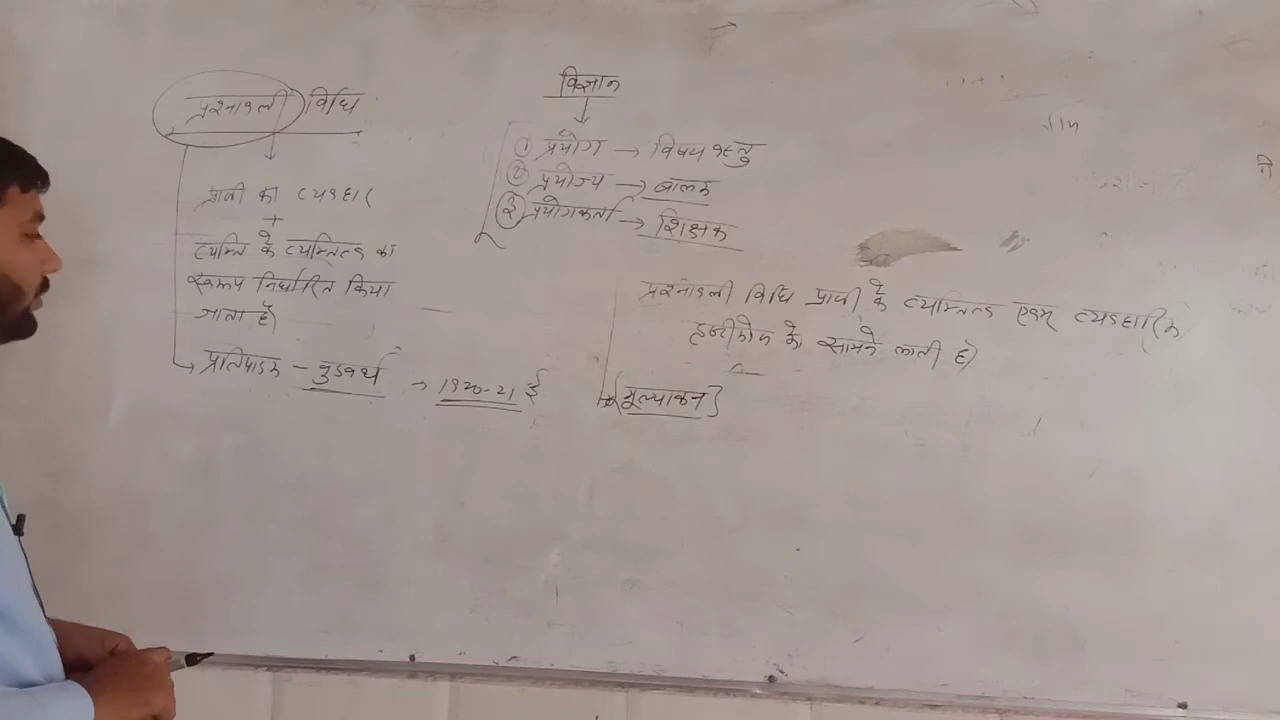 प्रश्नावली विधि
प्राणी का व्यवहार
+
व्यक्ति के व्यक्तित्व का
स्वरूप निर्धारित किया
जाता है।
प्रतिपादक – वुडवर्थ → 1920-21 ई
विज्ञान
① प्रयोग → विषय वस्तु
② प्रयोज्य → बालक
③ प्रयोगकर्ता → शिक्षक
प्रश्नावली विधि प्राणी के व्यक्तित्व एवम् व्यवहारिक
दृष्टीकोण को सामने लाती है।
[मूल्याकन]
ने